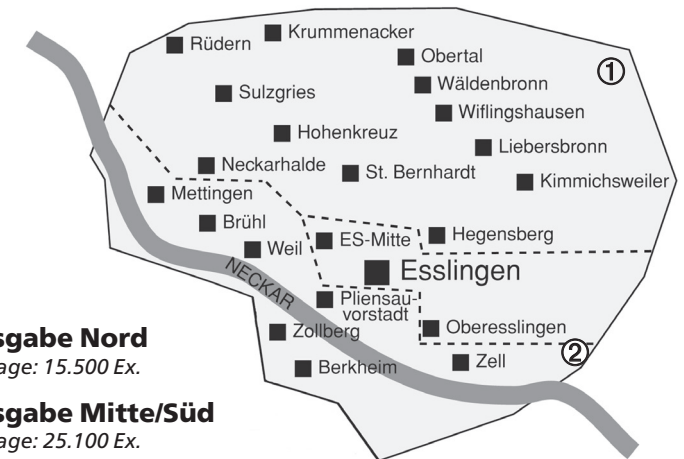 Krummenacker
Rüdern
①
Obertal
Wäldenbronn
Sulzgries
Wiflingshausen
Hohenkreuz
Liebersbronn
Neckarhalde
St. Bernhardt
Kimmichsweiler
Mettingen
Brühl
ES-Mitte
Hegensberg
Weil
Esslingen
NECKAR
Pliensau-
vorstadt
Zollberg
Oberesslingen
②
Zell
Berkheim
sgabe Nord
age: 15.500 Ex.
sgabe Mitte/Süd
age: 25.100 Ex.